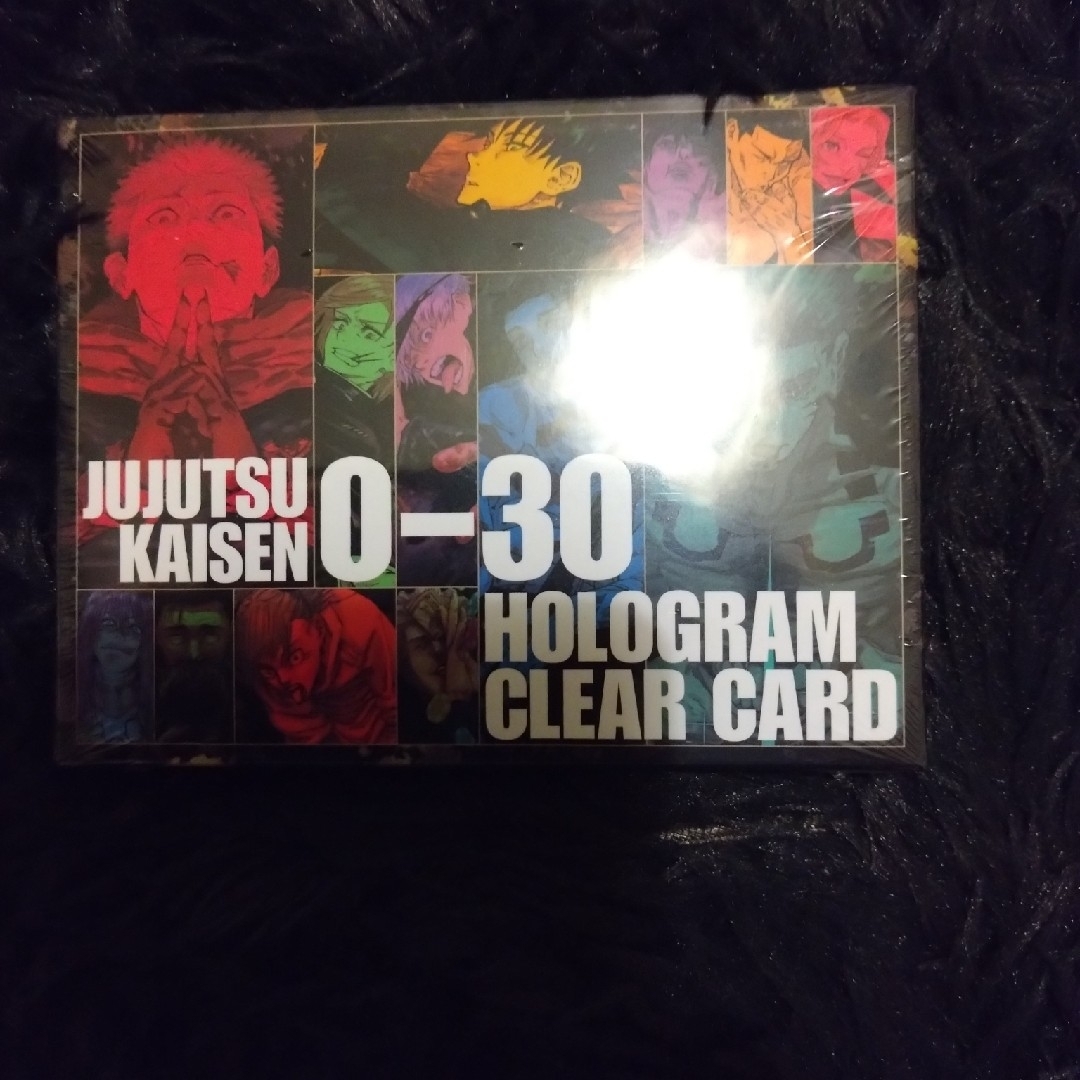 JUJUTSU
KAISEN
0-30
HOLOGRAM
CLEAR CARD